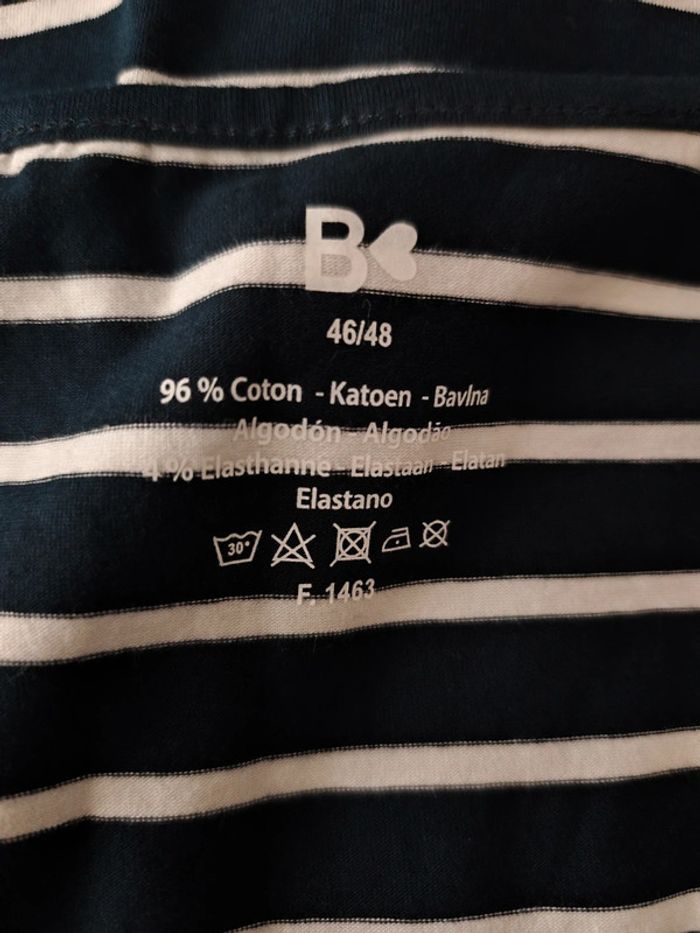 B
46/48
96 % Coton - Katoen - Bavlna
Algodón - Algodão
4 % Elasthanne - Elastaan - Elatan
Elastano
30°
F. 1463